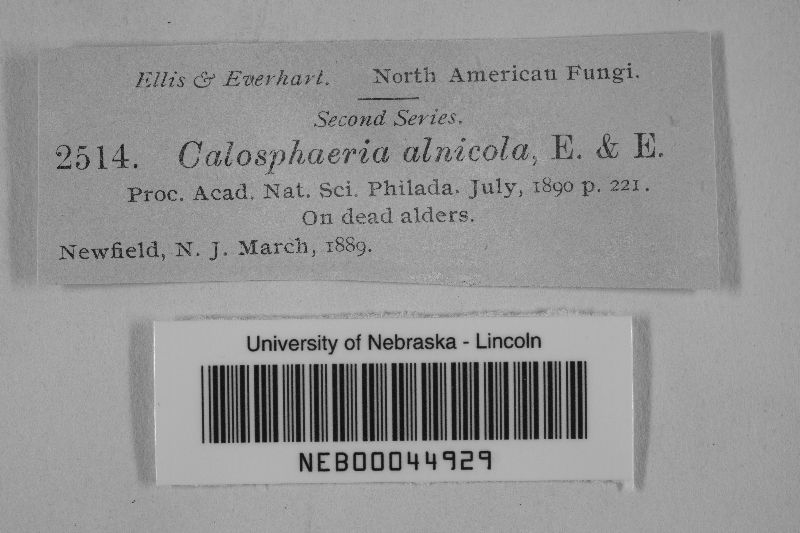 Ellis & Everhart. North American Fungi.
Second Series.
2514. Calosphaeria alnicola, E. & E.
Proc. Acad. Nat. Sci. Philada. July, 1890 p. 221.
On dead alders.
Newfield, N. J. March, 1889.
University of Nebraska - Lincoln
NEB00044929